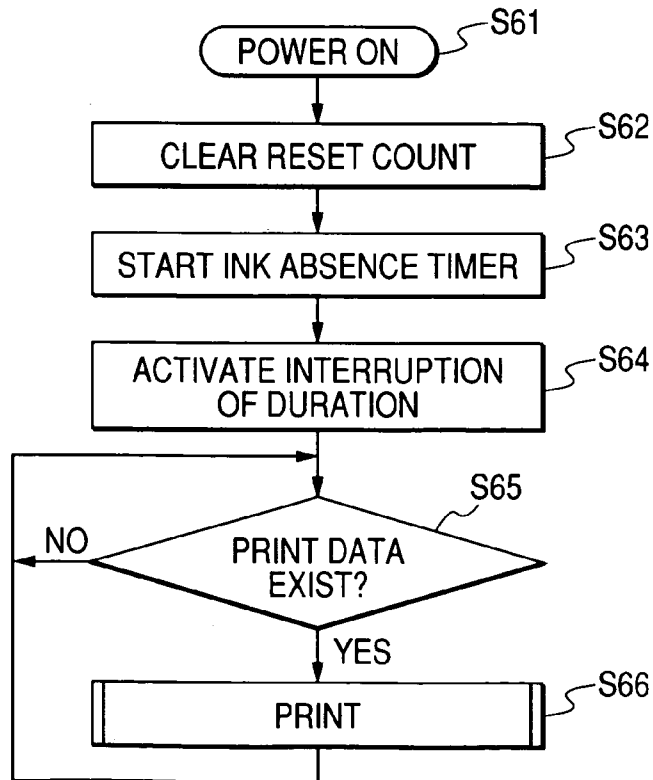 S61
POWER ON
S62
CLEAR RESET COUNT
S63
START INK ABSENCE TIMER
S64
ACTIVATE INTERRUPTION
OF DURATION
S65
NO
PRINT DATA
EXIST?
YES
S66
PRINT